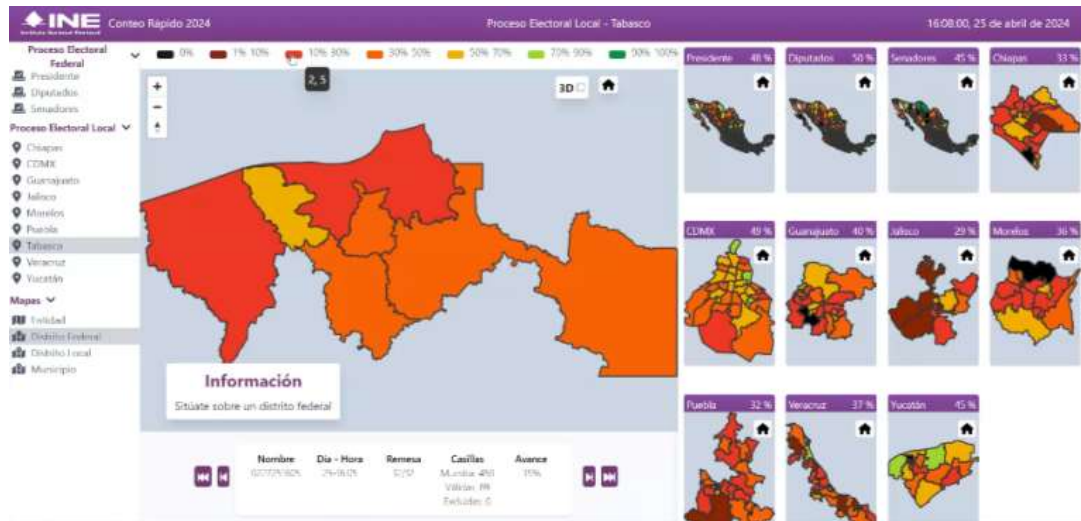 INE
Instituto Nacional Electoral
Conteo Rápido 2024
Proceso Electoral Local - Tabasco
16:08:00, 25 de abril de 2024
Proceso Electoral
Federal
Presidente
Diputados
Senadores
Proceso Electoral Local
Chiapas
CDMX
Guanajuato
Jalisco
Morelos
Puebla
Tabasco
Veracruz
Yucatán
Mapas
Entidad
Distrito Federal
Distrito Local
Municipio
0%
1% 10%
10% 30%
30% 50%
50% 70%
70% 90%
90% 100%
2, 5
+
-
3D
Información
Sitúate sobre un distrito federal
Nombre
Día - Hora
Remesa
Casillas
Avance
Excluidas: 0
Presidente 48 %
Diputados 50 %
Senadores 45 %
Chiapas 33 %
CDMX 49 %
Guanajuato 40 %
Jalisco 29 %
Morelos 36 %
Puebla 32 %
Veracruz 37 %
Yucatán 45 %